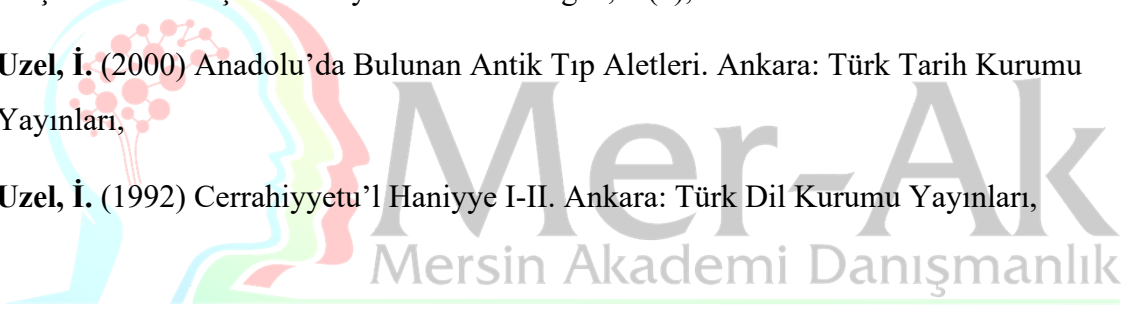 Uzel, İ. (2000) Anadolu’da Bulunan Antik Tıp Aletleri. Ankara: Türk Tarih Kurumu
Yayınları,
Uzel, İ. (1992) Cerrahiyyetu’l Haniyye I-II. Ankara: Türk Dil Kurumu Yayınları,
Mer-Ak
Mersin Akademi Danışmanlık